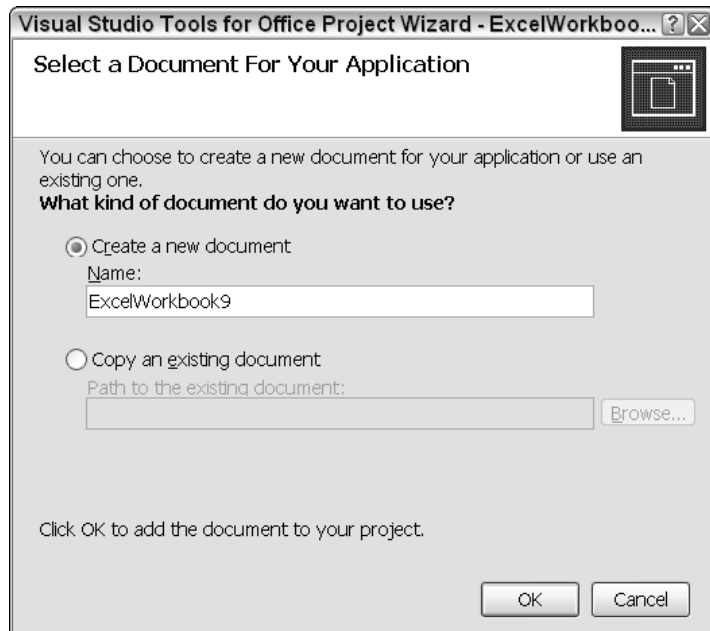 Visual Studio Tools for Office Project Wizard - ExcelWorkboo...
Select a Document For Your Application
You can choose to create a new document for your application or use an
existing one.
What kind of document do you want to use?
Create a new document
Name:
ExcelWorkbook9
Copy an existing document
Path to the existing document:
Browse...
Click OK to add the document to your project.
OK
Cancel